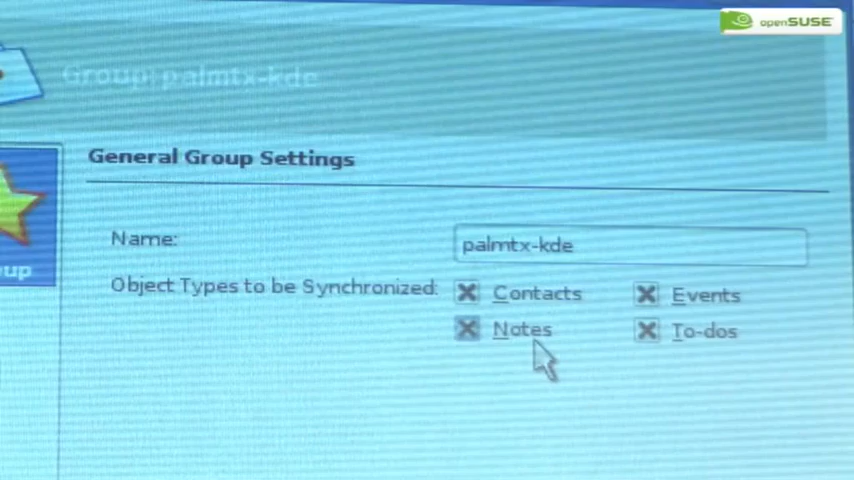 openSUSE
Group: palmtx-kde
General Group Settings
Name: palmtx-kde
Object Types to be Synchronized: Contacts Events
Notes To-dos